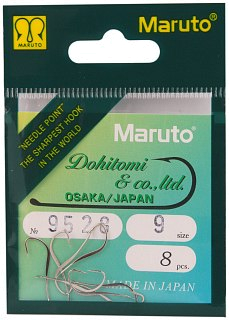 MARUTO
Maruto®
"NEEDLE POINT"
THE SHARPEST HOOK
IN THE WORLD
Maruto®
Dohitomi
& co., ltd.
OSAKA/JAPAN
№ 9526 9 size
8 pcs.
MADE IN JAPAN